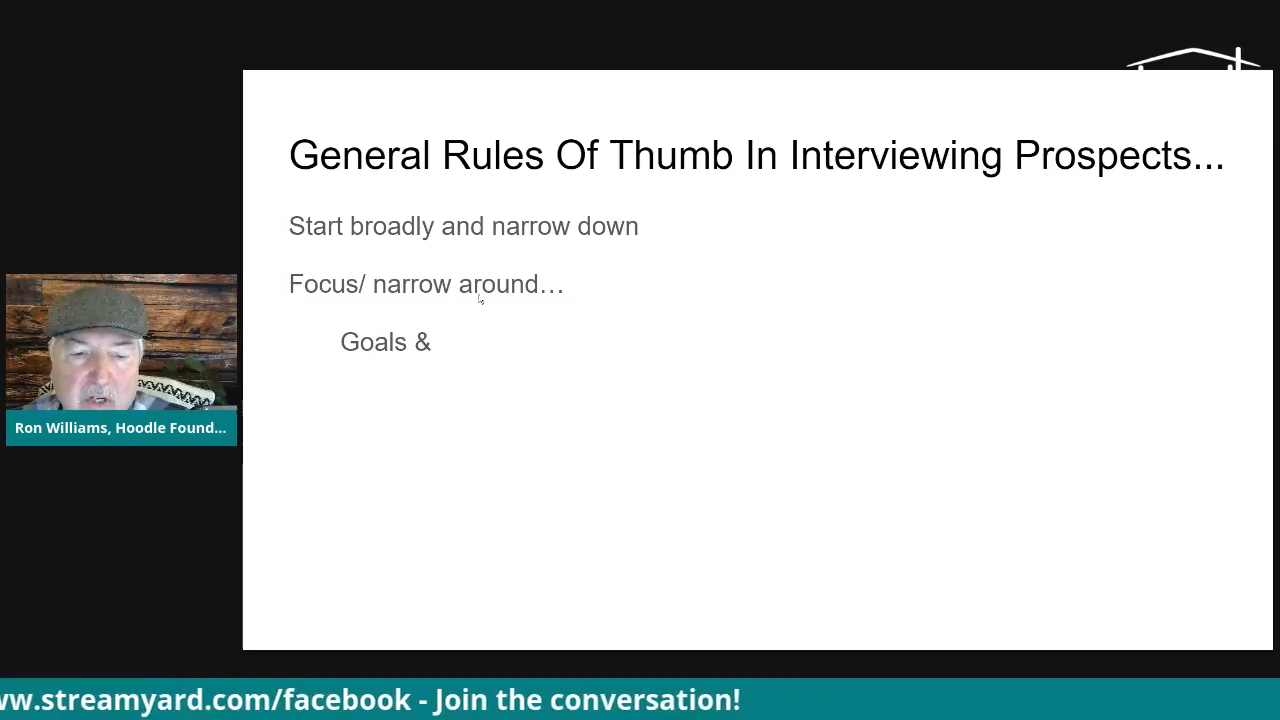 General Rules Of Thumb In Interviewing Prospects...
Start broadly and narrow down
Focus/ narrow around…
Goals &
Ron Williams, Hoodle Found...
ww.streamyard.com/facebook - Join the conversation!